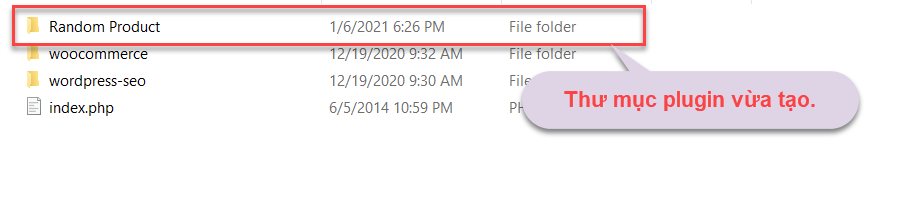 Random Product 1/6/2021 6:26 PM File folder
woocommerce 12/19/2020 9:32 AM File folder
wordpress-seo 12/19/2020 9:30 AM
index.php 6/5/2014 10:59 PM
Thư mục plugin vừa tạo.